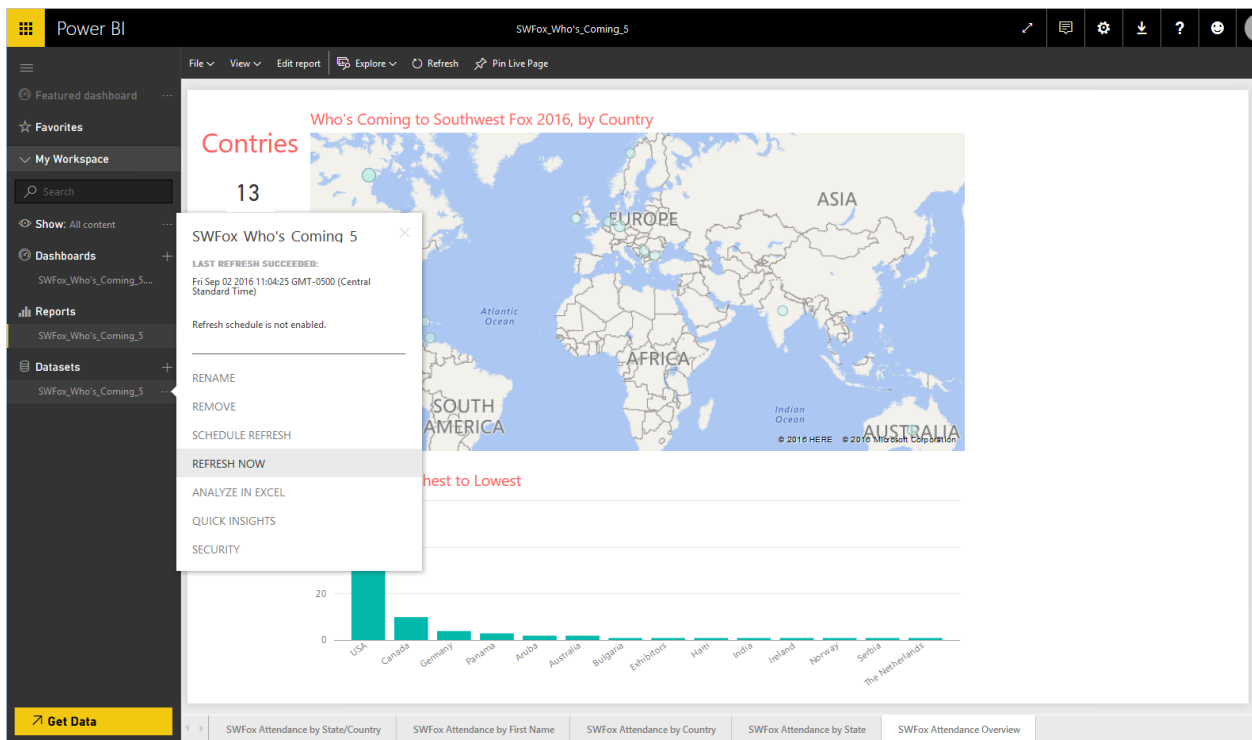 Power BI
SWFox_Who's_Coming_5
File View Edit report Explore Refresh Pin Live Page
Featured dashboard ...
Favorites
My Workspace
Search
Show: All content ...
Dashboards +
SWFox_Who's_Coming_5....
Reports
SWFox_Who's_Coming_5
Datasets +
SWFox_Who's_Coming_5 ...
Get Data
Contries
13
Who's Coming to Southwest Fox 2016, by Country
ASIA
EUROPE
Atlantic
Ocean
AFRICA
SOUTH
AMERICA
Indian
Ocean
AUSTRALIA
© 2016 HERE © 2016 Microsoft Corporation
SWFox Who's Coming 5
LAST REFRESH SUCCEEDED:
Fri Sep 02 2016 11:04:25 GMT-0500 (Central
Standard Time)
Refresh schedule is not enabled.
RENAME
REMOVE
SCHEDULE REFRESH
REFRESH NOW
ANALYZE IN EXCEL
QUICK INSIGHTS
SECURITY
hest to Lowest
20
0
USA Canada Germany Panama Aruba Australia Bulgaria Exhibitors Haiti India Ireland Norway Serbia The Netherlands
SWFox Attendance by State/Country SWFox Attendance by First Name SWFox Attendance by Country SWFox Attendance by State SWFox Attendance Overview